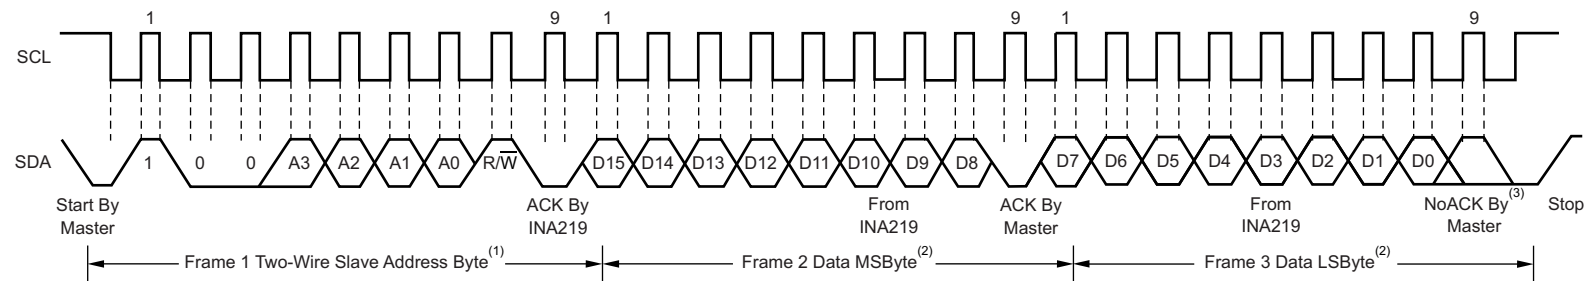 1 9 1 9 1 9
SCL
SDA 1 0 0 A3 A2 A1 A0 R/W̅ D15 D14 D13 D12 D11 D10 D9 D8 D7 D6 D5 D4 D3 D2 D1 D0
Start By ACK By From ACK By From NoACK By(3) Stop
Master INA219 INA219 Master INA219 Master
Frame 1 Two-Wire Slave Address Byte(1) Frame 2 Data MSByte(2) Frame 3 Data LSByte(2)